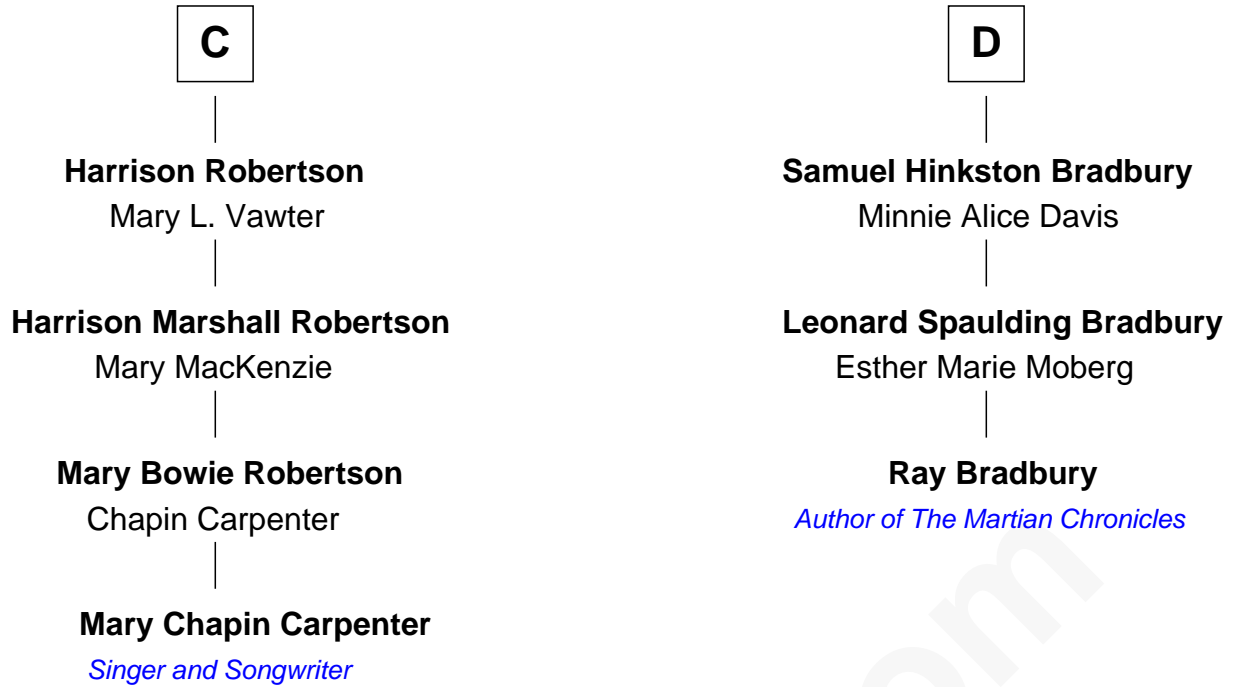 C
Harrison Robertson
Mary L. Vawter
Harrison Marshall Robertson
Mary MacKenzie
Mary Bowie Robertson
Chapin Carpenter
Mary Chapin Carpenter
Singer and Songwriter
D
Samuel Hinkston Bradbury
Minnie Alice Davis
Leonard Spaulding Bradbury
Esther Marie Moberg
Ray Bradbury
Author of The Martian Chronicles
om